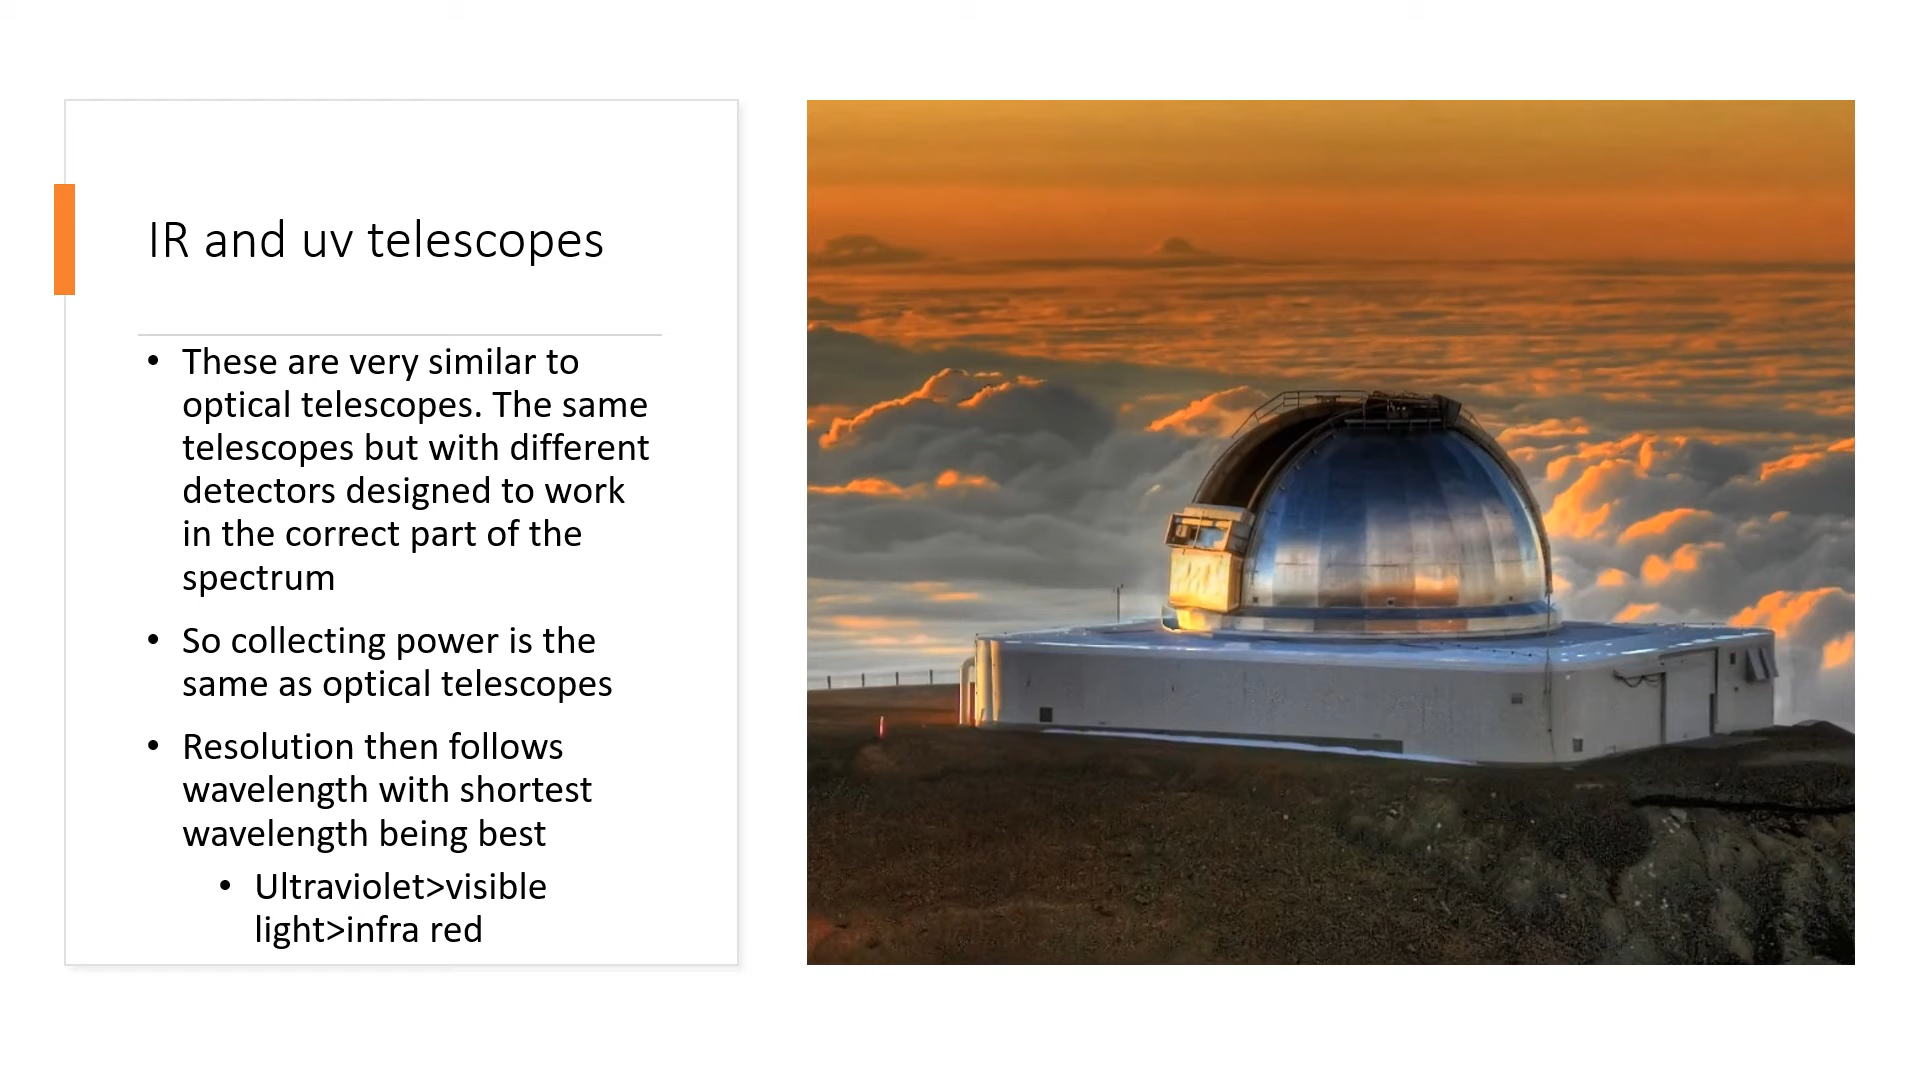 IR and uv telescopes
• These are very similar to
optical telescopes. The same
telescopes but with different
detectors designed to work
in the correct part of the
spectrum
• So collecting power is the
same as optical telescopes
• Resolution then follows
wavelength with shortest
wavelength being best
• Ultraviolet>visible
light>infra red